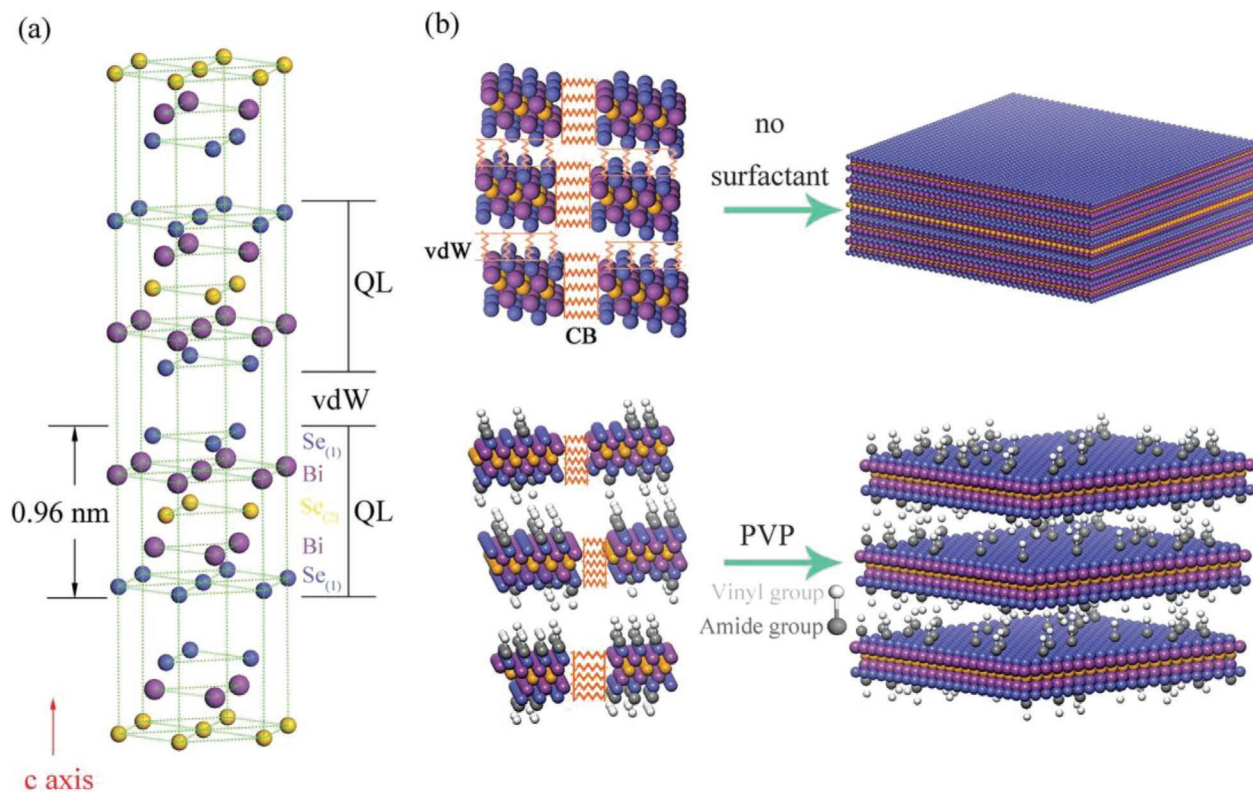 (a)
QL
vdW
Se(1)
Bi
Se(2)
Bi
Se(1)
QL
0.96 nm
c axis
(b)
vdW
CB
no
surfactant
PVP
Vinyl group
Amide group